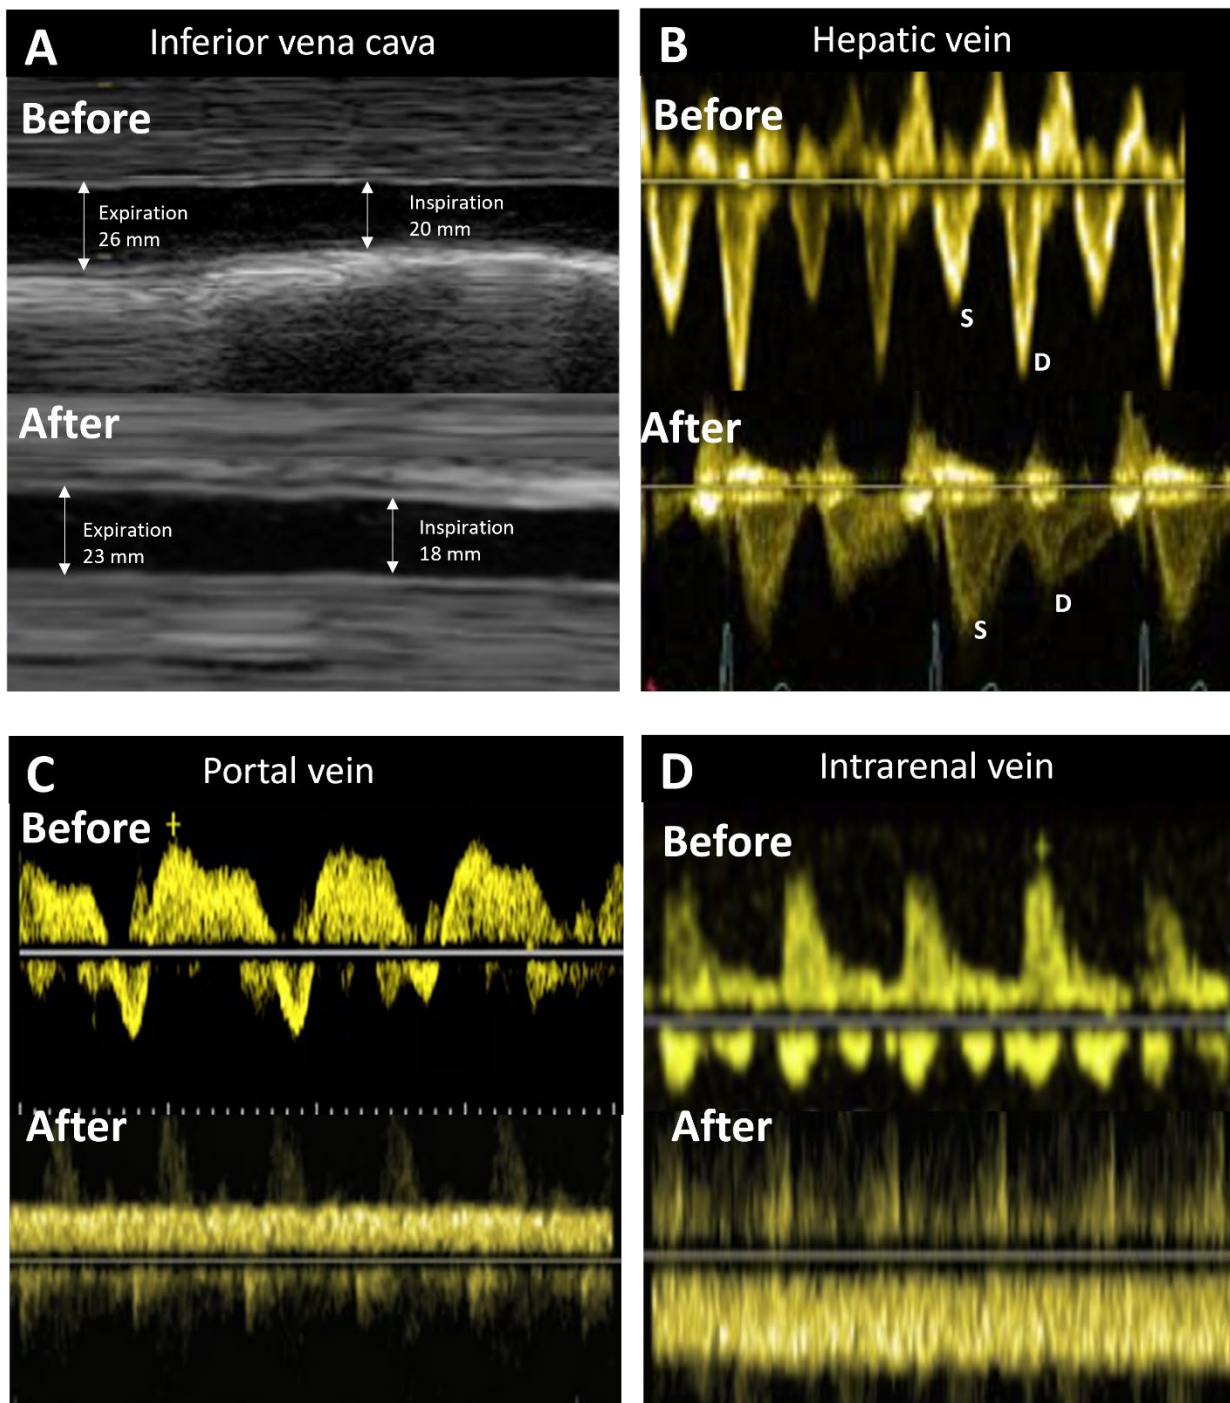 A
Inferior vena cava
Before
Expiration
26 mm
Inspiration
20 mm
After
Expiration
23 mm
Inspiration
18 mm
B
Hepatic vein
Before
S
D
After
D
S
C
Portal vein
Before
After
D
Intrarenal vein
Before
After